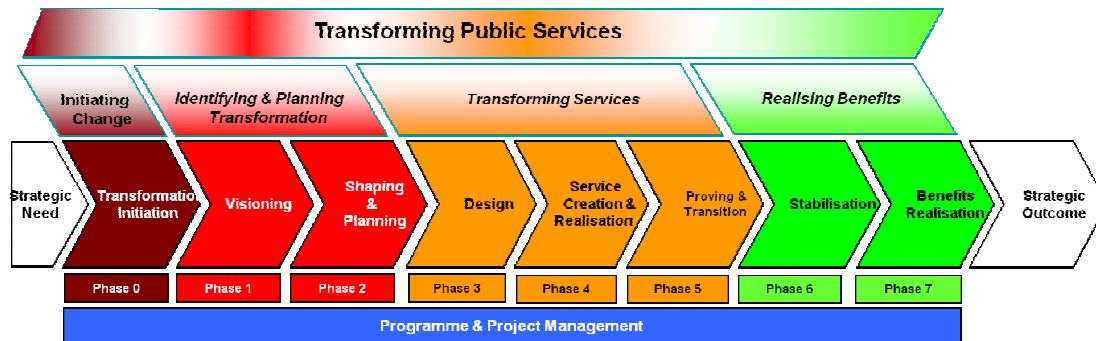 Transforming Public Services
Initiating
Change
Identifying & Planning
Transformation
Transforming Services
Realising Benefits
Strategic
Need
Transformatio
Initiation
Visioning
Shaping
&
Planning
Design
Service
Creation &
Realisation
Proving &
Transition
Stabilisation
Benefits
Realisation
Strategic
Outcome
Phase 0
Phase 1
Phase 2
Phase 3
Phase 4
Phase 5
Phase 6
Phase 7
Programme & Project Management